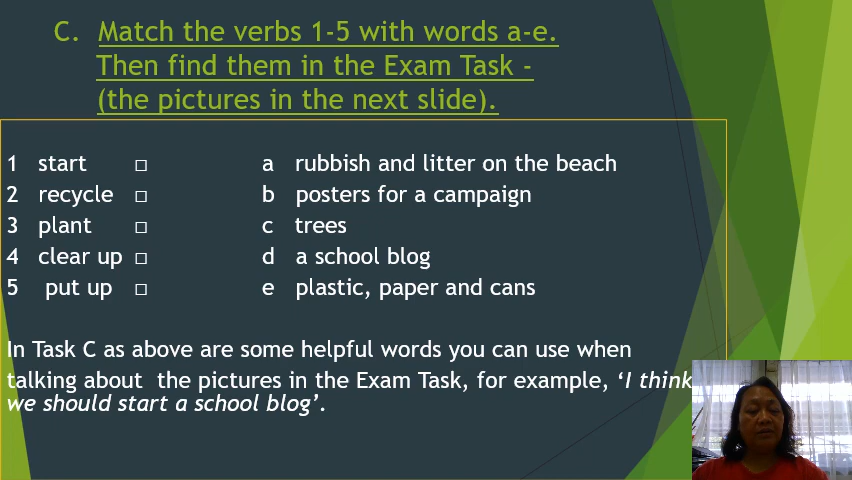 C. Match the verbs 1-5 with words a-e.
Then find them in the Exam Task -
(the pictures in the next slide).
1 start □ a rubbish and litter on the beach
2 recycle □ b posters for a campaign
3 plant □ c trees
4 clear up □ d a school blog
5 put up □ e plastic, paper and cans
In Task C as above are some helpful words you can use when
talking about the pictures in the Exam Task, for example, ‘I think
we should start a school blog’.